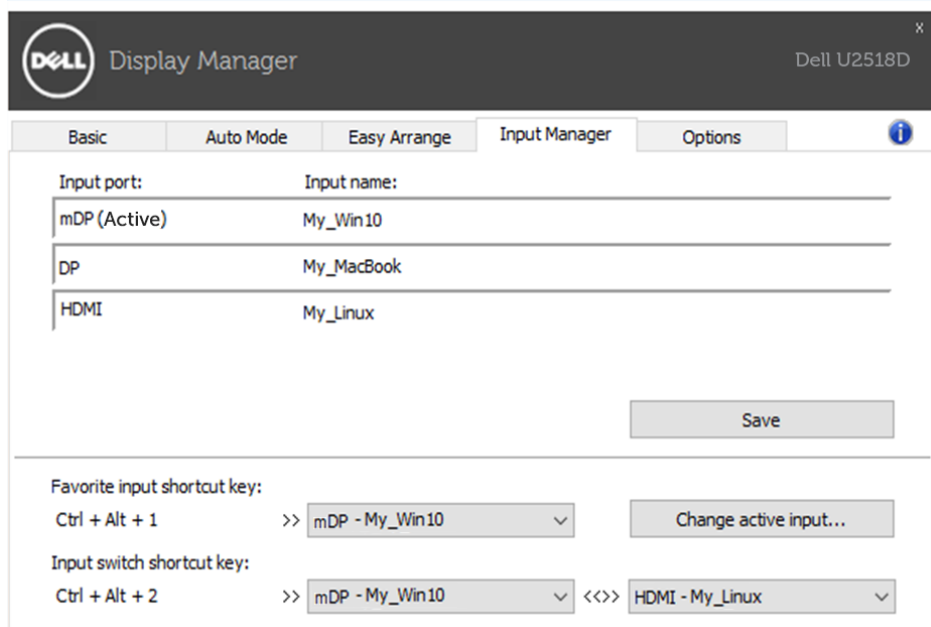 x
DELL Display Manager Dell U2518D
Basic Auto Mode Easy Arrange Input Manager Options i
Input port: Input name:
mDP (Active) My_Win10
DP My_MacBook
HDMI My_Linux
Save
Favorite input shortcut key:
Ctrl + Alt + 1 >> mDP - My_Win10 Change active input...
Input switch shortcut key:
Ctrl + Alt + 2 >> mDP - My_Win10 <<>> HDMI - My_Linux